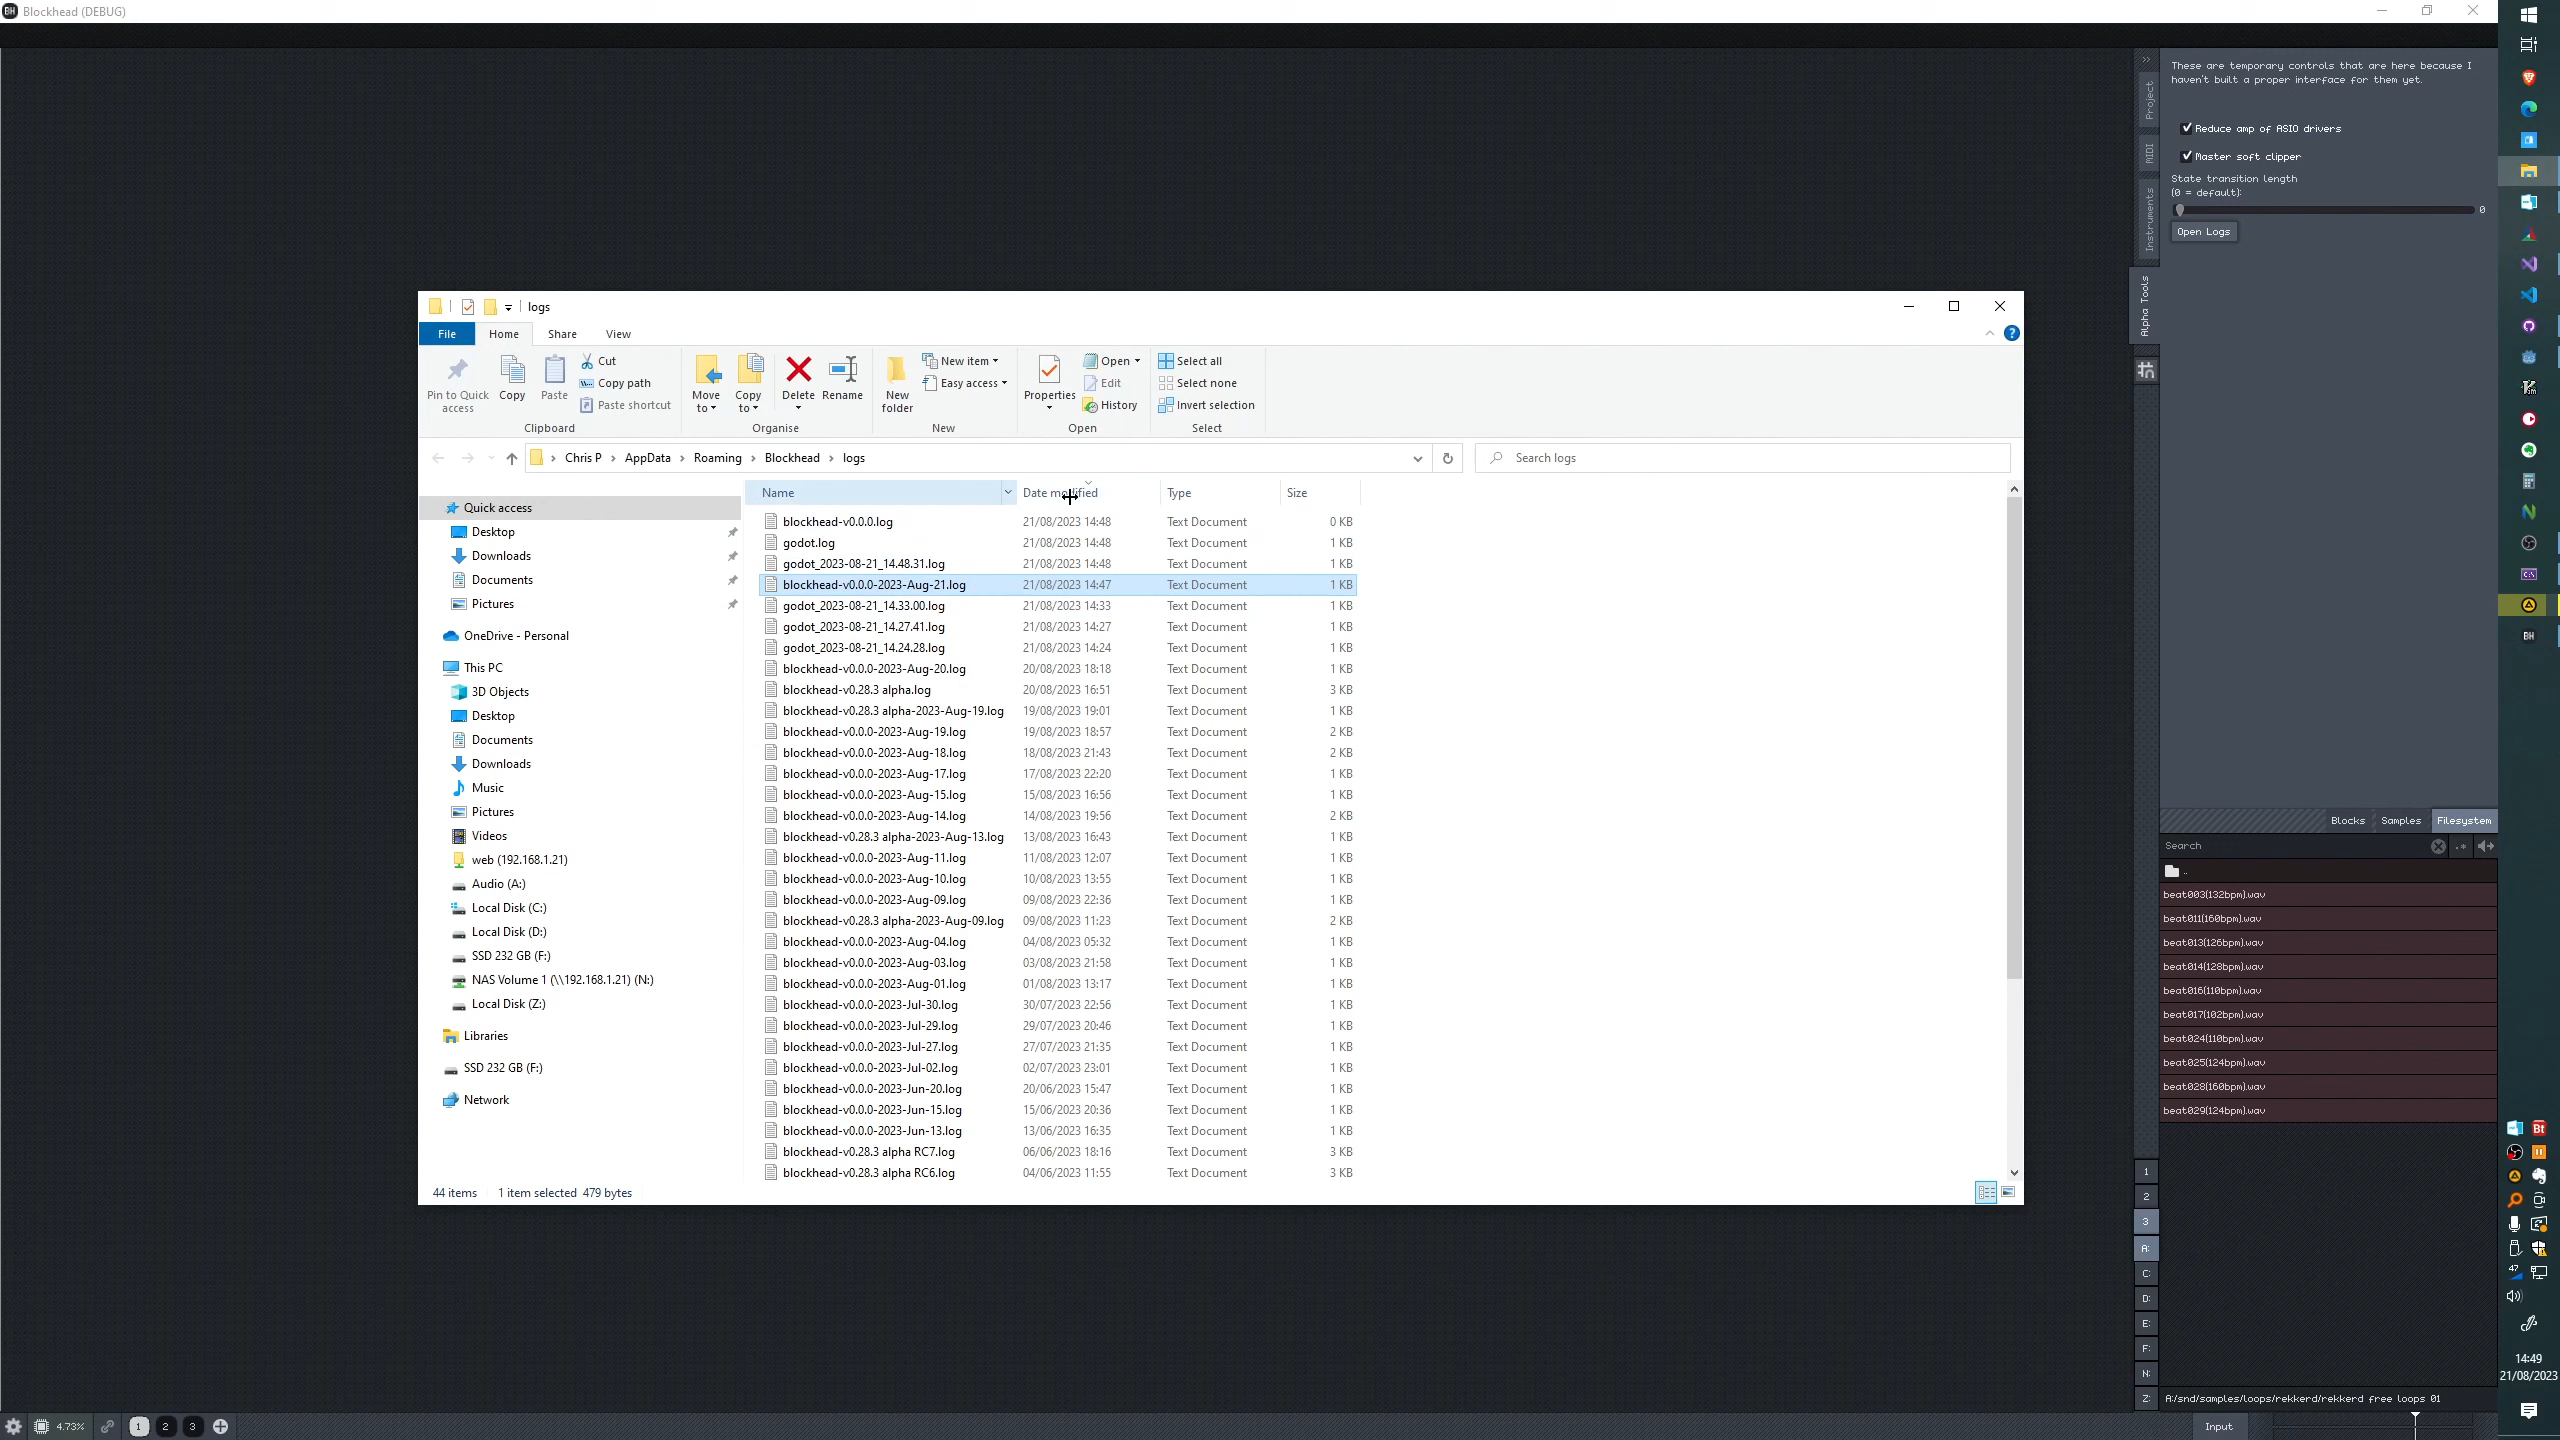 Blockhead (DEBUG)
These are temporary controls that are here because I
haven't built a proper interface for them yet.
Reduce amp of ASIO drivers
Master soft clipper
State transition length
(0 = default):
0
Open Logs
Project
MIDI
Instruments
Alpha Tools
logs
File Home Share View
Pin to Quick
access
Copy
Paste
Cut
Copy path
Paste shortcut
Clipboard
Move
to
Copy
to
Delete
Rename
Organise
New
folder
New item
Easy access
New
Properties
Open
Edit
History
Open
Select all
Select none
Invert selection
Select
Chris P › AppData › Roaming › Blockhead › logs
Search logs
Quick access
Desktop
Downloads
Documents
Pictures
OneDrive - Personal
This PC
3D Objects
Desktop
Documents
Downloads
Music
Pictures
Videos
web (192.168.1.21)
Audio (A:)
Local Disk (C:)
Local Disk (D:)
SSD 232 GB (F:)
NAS Volume 1 (\\192.168.1.21) (N:)
Local Disk (Z:)
Libraries
SSD 232 GB (F:)
Network
Name Date modified Type Size
blockhead-v0.0.0.log 21/08/2023 14:48 Text Document 0 KB
godot.log 21/08/2023 14:48 Text Document 1 KB
godot_2023-08-21_14.48.31.log 21/08/2023 14:48 Text Document 1 KB
blockhead-v0.0.0-2023-Aug-21.log 21/08/2023 14:47 Text Document 1 KB
godot_2023-08-21_14.33.00.log 21/08/2023 14:33 Text Document 1 KB
godot_2023-08-21_14.27.41.log 21/08/2023 14:27 Text Document 1 KB
godot_2023-08-21_14.24.28.log 21/08/2023 14:24 Text Document 1 KB
blockhead-v0.0.0-2023-Aug-20.log 20/08/2023 18:18 Text Document 1 KB
blockhead-v0.28.3 alpha.log 20/08/2023 16:51 Text Document 3 KB
blockhead-v0.28.3 alpha-2023-Aug-19.log 19/08/2023 19:01 Text Document 1 KB
blockhead-v0.0.0-2023-Aug-19.log 19/08/2023 18:57 Text Document 2 KB
blockhead-v0.0.0-2023-Aug-18.log 18/08/2023 21:43 Text Document 2 KB
blockhead-v0.0.0-2023-Aug-17.log 17/08/2023 22:20 Text Document 1 KB
blockhead-v0.0.0-2023-Aug-15.log 15/08/2023 16:56 Text Document 1 KB
blockhead-v0.0.0-2023-Aug-14.log 14/08/2023 19:56 Text Document 2 KB
blockhead-v0.28.3 alpha-2023-Aug-13.log 13/08/2023 16:43 Text Document 1 KB
blockhead-v0.0.0-2023-Aug-11.log 11/08/2023 12:07 Text Document 1 KB
blockhead-v0.0.0-2023-Aug-10.log 10/08/2023 13:55 Text Document 1 KB
blockhead-v0.0.0-2023-Aug-09.log 09/08/2023 22:36 Text Document 1 KB
blockhead-v0.28.3 alpha-2023-Aug-09.log 09/08/2023 11:23 Text Document 2 KB
blockhead-v0.0.0-2023-Aug-04.log 04/08/2023 05:32 Text Document 1 KB
blockhead-v0.0.0-2023-Aug-03.log 03/08/2023 21:58 Text Document 1 KB
blockhead-v0.0.0-2023-Aug-01.log 01/08/2023 13:17 Text Document 1 KB
blockhead-v0.0.0-2023-Jul-30.log 30/07/2023 22:56 Text Document 1 KB
blockhead-v0.0.0-2023-Jul-29.log 29/07/2023 20:46 Text Document 1 KB
blockhead-v0.0.0-2023-Jul-27.log 27/07/2023 21:35 Text Document 1 KB
blockhead-v0.0.0-2023-Jul-02.log 02/07/2023 23:01 Text Document 1 KB
blockhead-v0.0.0-2023-Jun-20.log 20/06/2023 15:47 Text Document 1 KB
blockhead-v0.0.0-2023-Jun-15.log 15/06/2023 20:36 Text Document 1 KB
blockhead-v0.0.0-2023-Jun-13.log 13/06/2023 16:35 Text Document 1 KB
blockhead-v0.28.3 alpha RC7.log 06/06/2023 18:16 Text Document 3 KB
blockhead-v0.28.3 alpha RC6.log 04/06/2023 11:55 Text Document 3 KB
44 items 1 item selected 479 bytes
Blocks Samples Filesystem
Search
..
beat003(132bpm).wav
beat011(160bpm).wav
beat013(126bpm).wav
beat014(128bpm).wav
beat016(110bpm).wav
beat017(102bpm).wav
beat024(110bpm).wav
beat025(124bpm).wav
beat028(160bpm).wav
beat029(124bpm).wav
1
2
3
A:
C:
D:
E:
F:
N:
Z:
A:/snd/samples/loops/rekkerd/rekkerd free loops 01
4.73%
1 2 3
Input
BH
Bt
47
14:49
21/08/2023